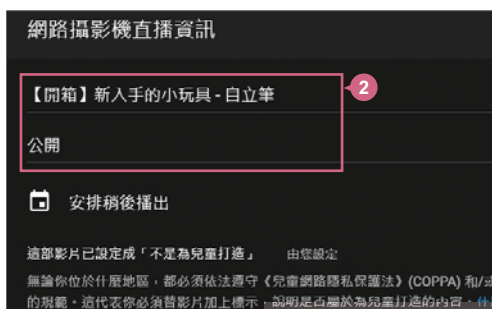 網路攝影機直播資訊
【開箱】新入手的小玩具-自立筆
2
公開
安排稍後播出
這部影片已設定成「不是為兒童打造」 由您設定
無論你位於什麼地區，都必須依法遵守《兒童網路隱私保護法》(COPPA) 和/或
的規範。這代表你必須替影片加上標示，說明是否屬於為兒童打造的內容。什